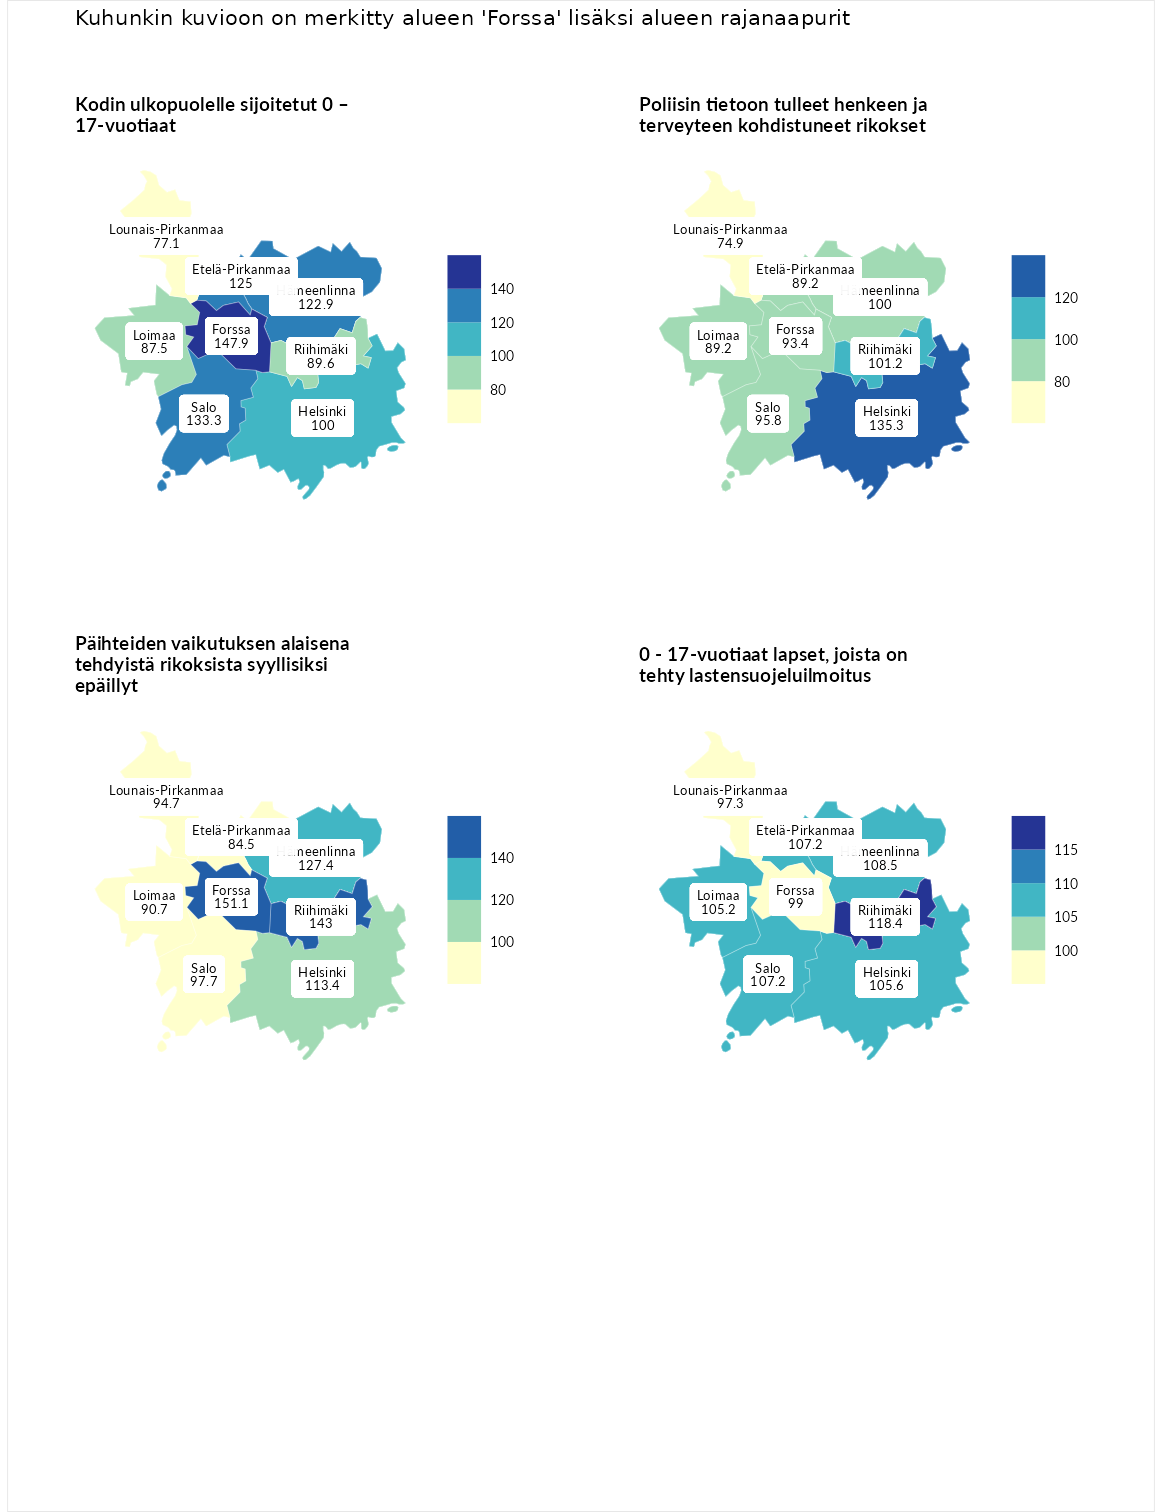 Kuhunkin kuvioon on merkitty alueen 'Forssa' lisäksi alueen rajanaapurit
Kodin ulkopuolelle sijoitetut 0 –
17-vuotiaat
Lounais-Pirkanmaa
77.1
Etelä-Pirkanmaa
125
Hämeenlinna
122.9
Loimaa
87.5
Forssa
147.9
Riihimäki
89.6
Salo
133.3
Helsinki
100
140
120
100
80
Poliisin tietoon tulleet henkeen ja
terveyteen kohdistuneet rikokset
Lounais-Pirkanmaa
74.9
Etelä-Pirkanmaa
89.2
Hämeenlinna
100
Loimaa
89.2
Forssa
93.4
Riihimäki
101.2
Salo
95.8
Helsinki
135.3
120
100
80
Päihteiden vaikutuksen alaisena
tehdyistä rikoksista syyllisiksi
epäillyt
Lounais-Pirkanmaa
94.7
Etelä-Pirkanmaa
84.5
Hämeenlinna
127.4
Loimaa
90.7
Forssa
151.1
Riihimäki
143
Salo
97.7
Helsinki
113.4
140
120
100
0 - 17-vuotiaat lapset, joista on
tehty lastensuojeluilmoitus
Lounais-Pirkanmaa
97.3
Etelä-Pirkanmaa
107.2
Hämeenlinna
108.5
Loimaa
105.2
Forssa
99
Riihimäki
118.4
Salo
107.2
Helsinki
105.6
115
110
105
100